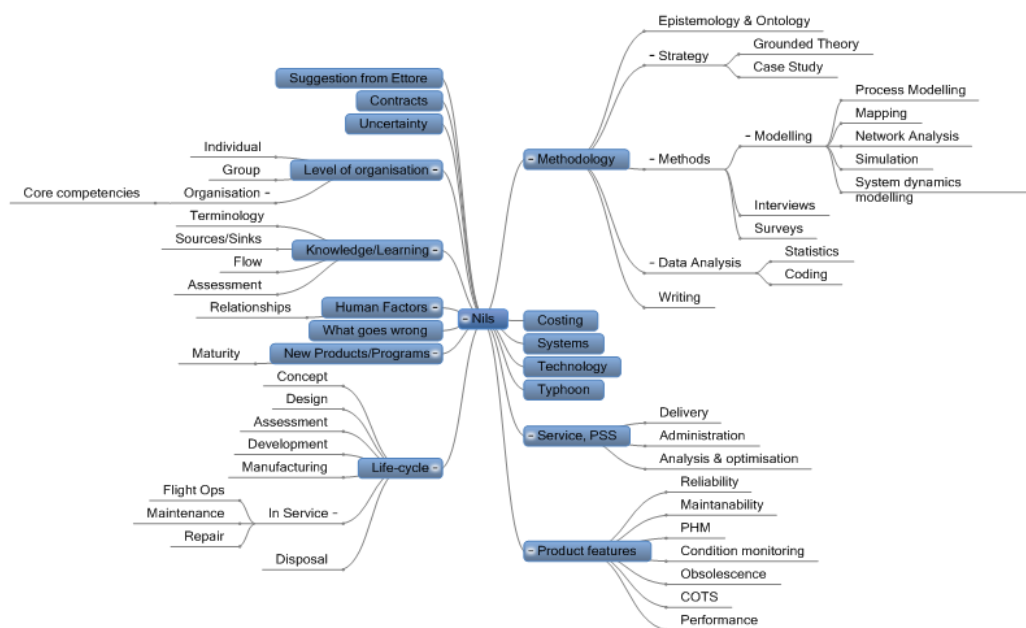 Suggestion from Ettore
Contracts
Uncertainty
Individual
Group
Organisation
Core competencies
Level of organisation
Terminology
Sources/Sinks
Flow
Assessment
Knowledge/Learning
Relationships
Human Factors
What goes wrong
Maturity
New Products/Programs
Concept
Design
Assessment
Development
Manufacturing
Flight Ops
Maintenance
Repair
In Service
Disposal
Life-cycle
Nils
Methodology
Epistemology & Ontology
Strategy
Grounded Theory
Case Study
Methods
Modelling
Process Modelling
Mapping
Network Analysis
Simulation
System dynamics
modelling
Interviews
Surveys
Data Analysis
Statistics
Coding
Writing
Costing
Systems
Technology
Typhoon
Service, PSS
Delivery
Administration
Analysis & optimisation
Product features
Reliability
Maintanability
PHM
Condition monitoring
Obsolescence
COTS
Performance